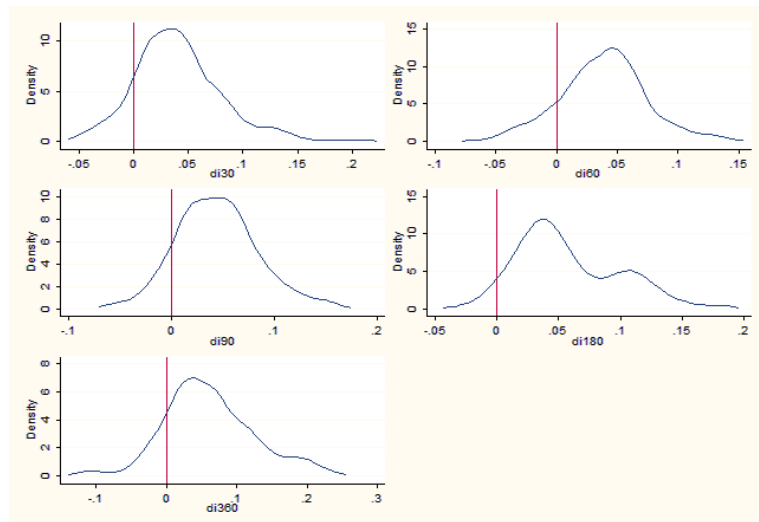 Density
0 5 10
-.05 0 .05 .1 .15 .2
di30
Density
0 5 10 15
-.1 -.05 0 .05 .1 .15
di60
Density
0 2 4 6 8 10
-.1 0 .1 .2
di90
Density
0 5 10 15
-.05 0 .05 .1 .15 .2
di180
Density
0 2 4 6 8
-.1 0 .1 .2 .3
di360